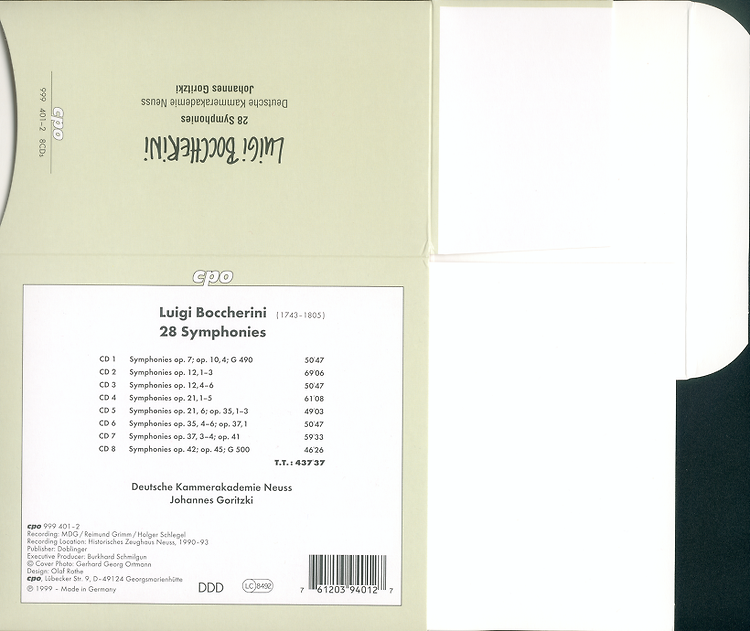 Luigi BOCCHERINI
28 Symphonies
Deutsche Kammerakademie Neuss
Johannes Goritzki
cpo
999 401-2 8CDs
cpo
Luigi Boccherini (1743-1805)
28 Symphonies
CD 1 Symphonies op. 7; op. 10,4; G 490 50'47
CD 2 Symphonies op. 12,1-3 69'06
CD 3 Symphonies op. 12,4-6 50'47
CD 4 Symphonies op. 21,1-5 61'08
CD 5 Symphonies op. 21, 6; op. 35,1-3 49'03
CD 6 Symphonies op. 35, 4-6; op. 37,1 50'47
CD 7 Symphonies op. 37, 3-4; op. 41 59'33
CD 8 Symphonies op. 42; op. 45; G 500 46'26
T.T.: 437'37
Deutsche Kammerakademie Neuss
Johannes Goritzki
cpo 999 401-2
Recording: MDG / Reimund Grimm / Holger Schlegel
Recording Location: Historisches Zeughaus Neuss, 1990-93
Publisher: Doblinger
Executive Producer: Burkhard Schmilgun
© Cover Photo: Gerhard Georg Ortmann
Design: Olaf Rothe
cpo, Lübecker Str. 9, D-49124 Georgsmarienhütte
℗ 1999 - Made in Germany
DDD
LC 8492
7 61203 94012 7